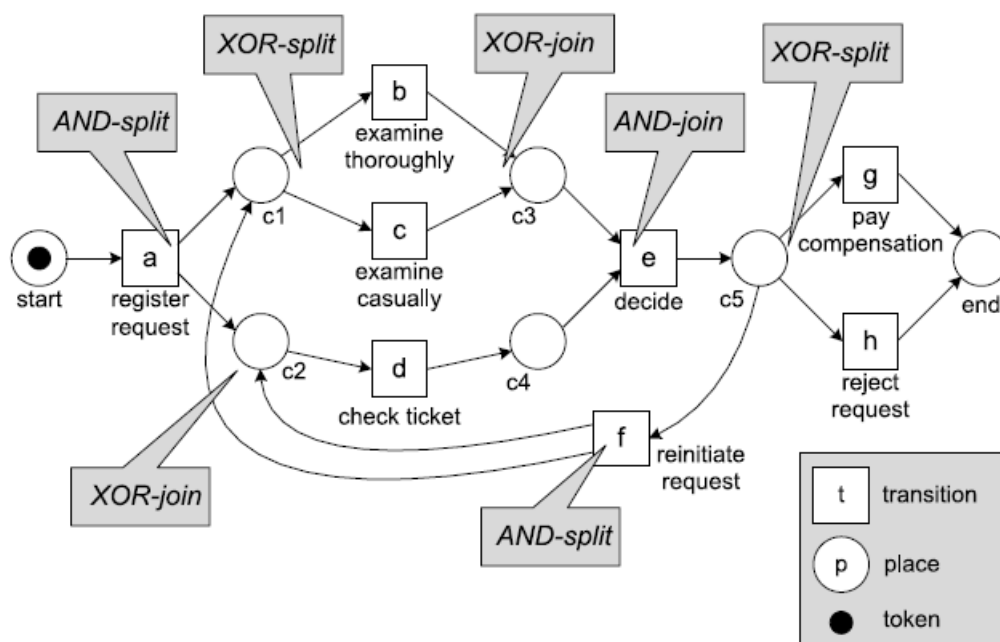 XOR-split
XOR-join
XOR-split
AND-split
AND-join
b
examine
thoroughly
c1
c3
g
pay
compensation
c
examine
casually
a
register
request
start
e
decide
c5
end
c2
d
check ticket
c4
h
reject
request
f
reinitiate
request
XOR-join
AND-split
t
transition
p
place
token